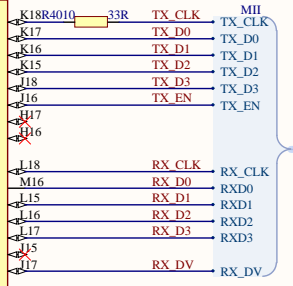 MII
K18 R4010 33R TX_CLK TX_CLK
K17 TX_D0 TX_D0
K16 TX_D1 TX_D1
K15 TX_D2 TX_D2
J18 TX_D3 TX_D3
J16 TX_EN TX_EN
H17
H16
L18 RX_CLK RX_CLK
M16 RX_D0 RXD0
L15 RX_D1 RXD1
L16 RX_D2 RXD2
L17 RX_D3 RXD3
J15
J17 RX_DV RX_DV